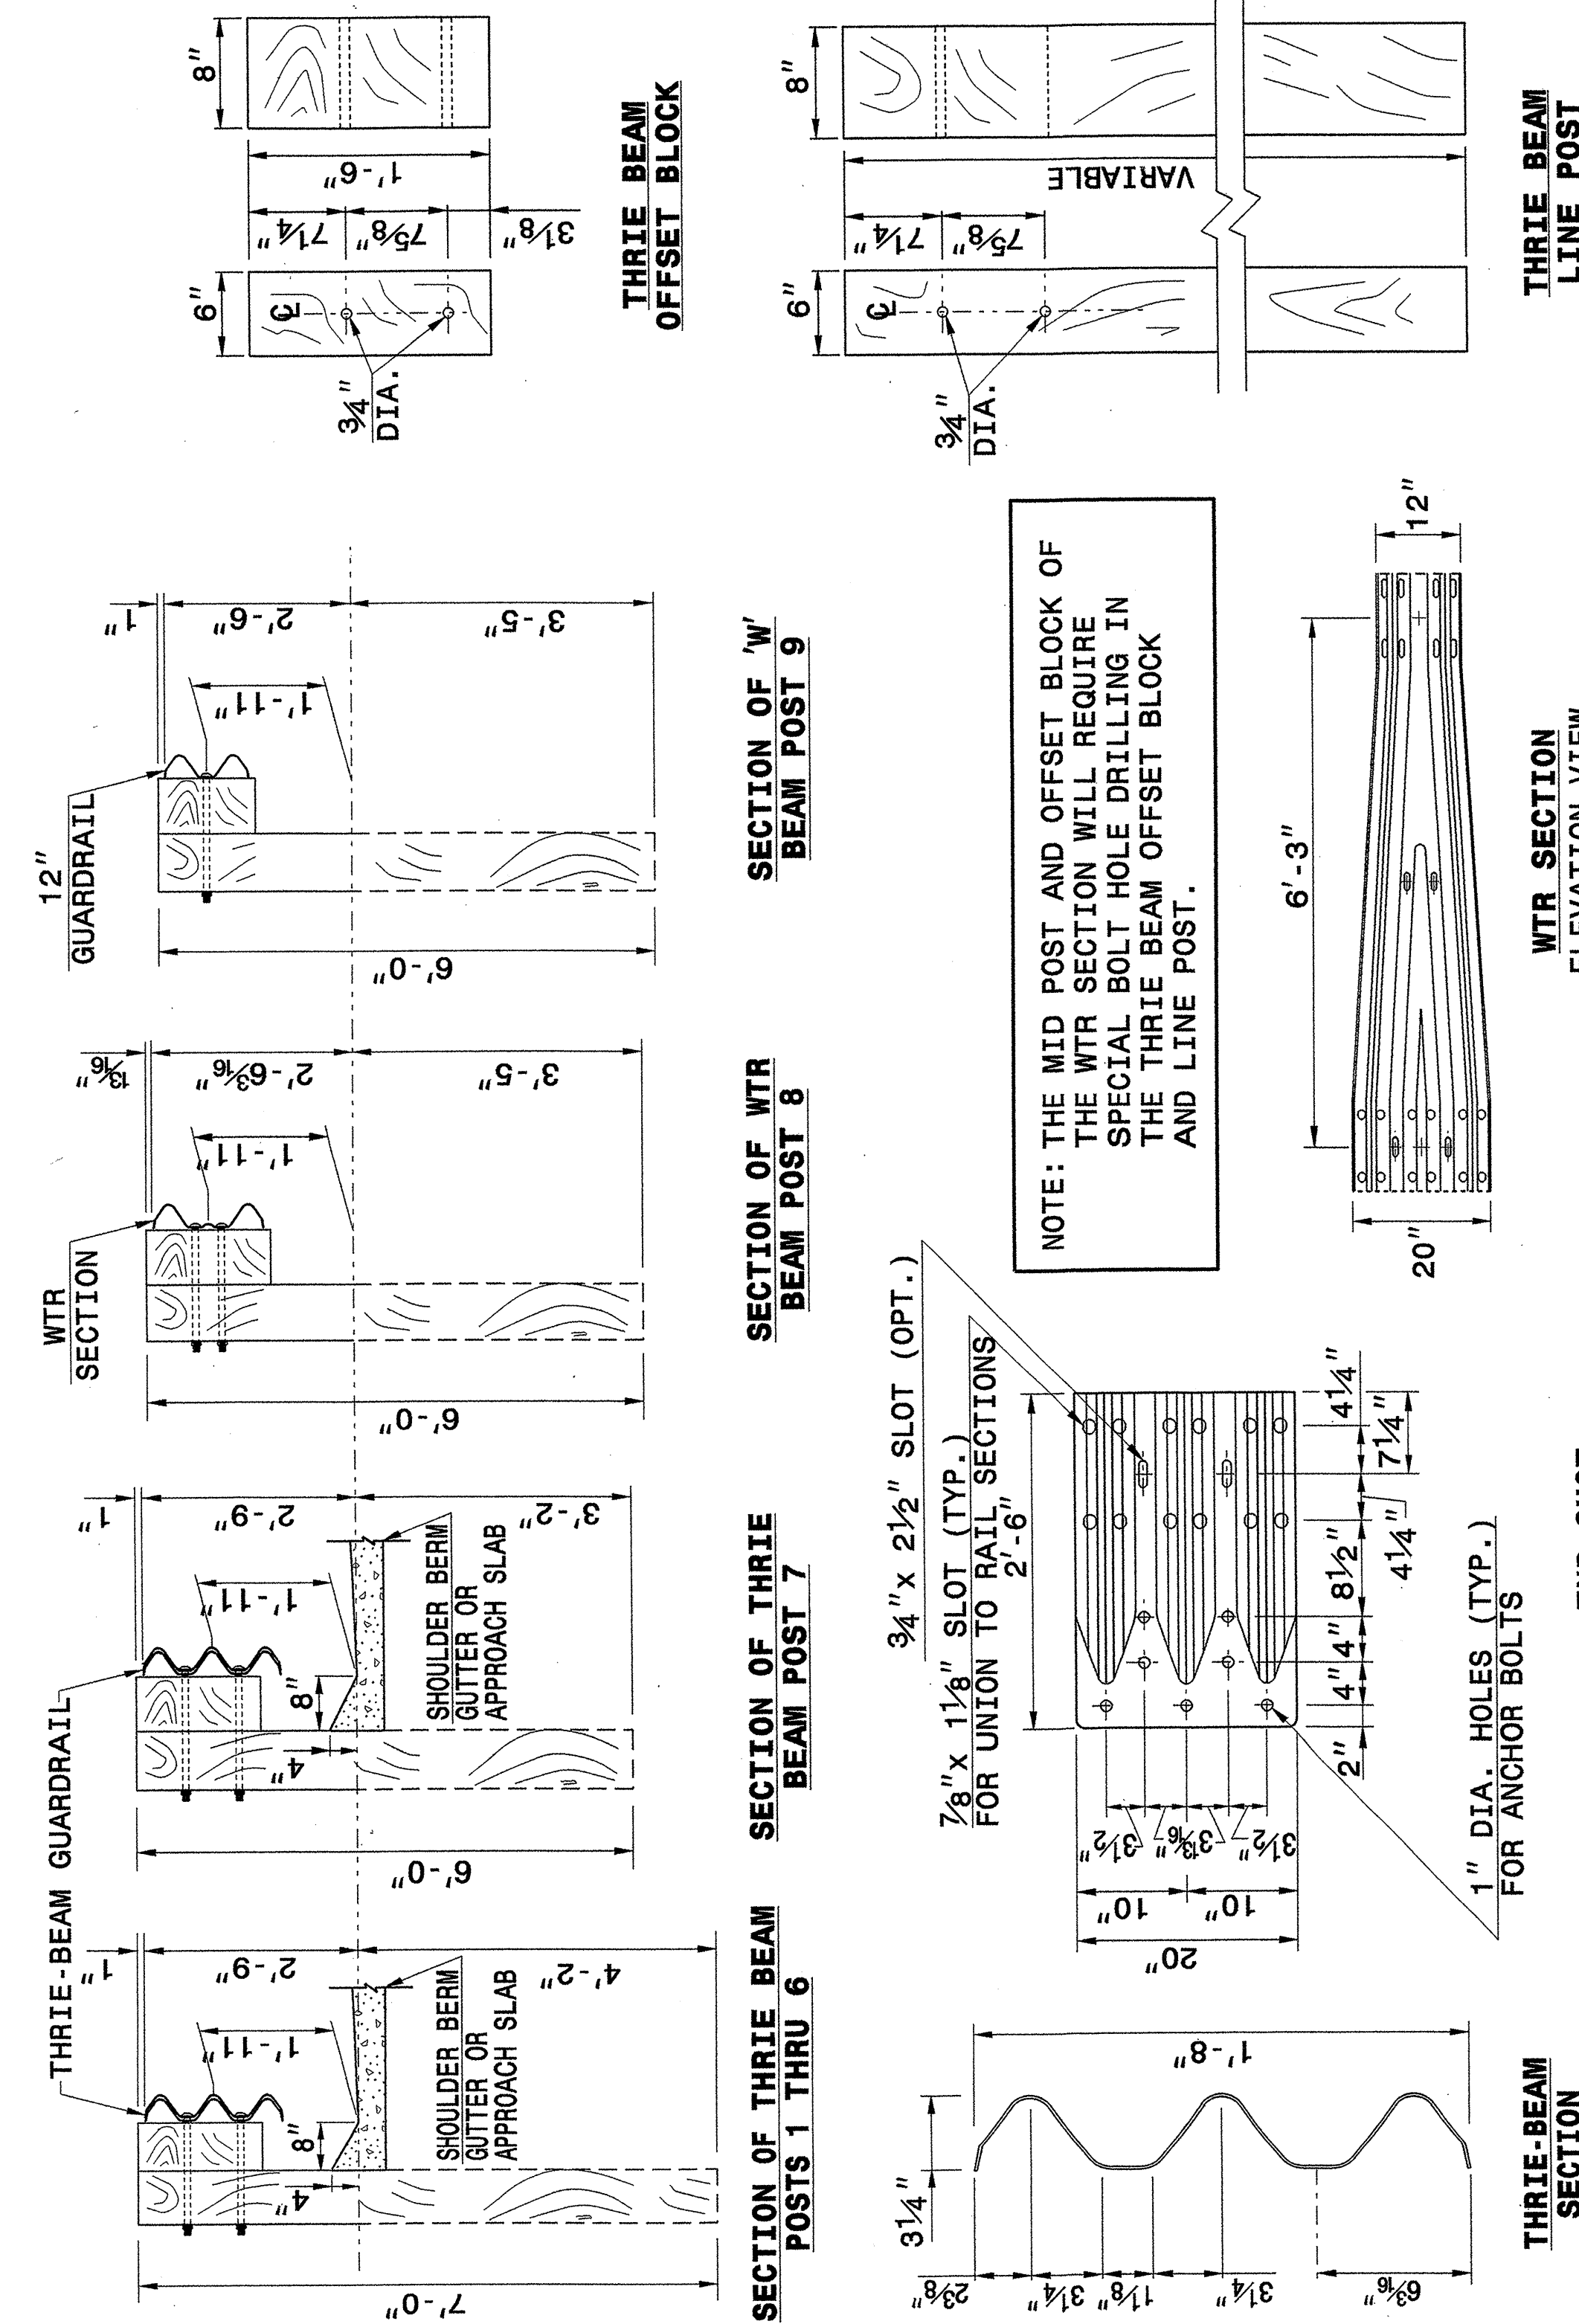 THRIE-BEAM GUARDRAIL
1"
2'-9"
1'-11"
8"
4"
4'-2"
7'-0"
SHOULDER BERM
GUTTER OR
APPROACH SLAB
SECTION OF THRIE BEAM
POSTS 1 THRU 6
1"
2'-9"
1'-11"
8"
4"
3'-2"
6'-0"
SHOULDER BERM
GUTTER OR
APPROACH SLAB
SECTION OF THRIE
BEAM POST 7
WTR
SECTION
13/16"
2'-6 3/16"
1'-11"
3'-5"
6'-0"
SECTION OF WTR
BEAM POST 8
12"
GUARDRAIL
1"
2'-6"
1'-11"
3'-5"
6'-0"
SECTION OF 'W'
BEAM POST 9
6"
8"
℄
7 1/4"
7 5/8"
3 1/8"
1'-6"
3/4"
DIA.
THRIE BEAM
OFFSET BLOCK
3 1/4"
1'-8"
2 3/8"
3 1/4"
1 1/8"
3 1/4"
6 3/16"
THRIE-BEAM
SECTION
3/4" x 2 1/2" SLOT (OPT.)
7/8" x 1 1/8" SLOT (TYP.)
FOR UNION TO RAIL SECTIONS
2'-6"
3 1/2"
3 13/16"
3 1/2"
10"
10"
20"
2"
4"
4"
8 1/2"
4 1/4"
4 1/4"
7 1/4"
1" DIA. HOLES (TYP.)
FOR ANCHOR BOLTS
NOTE: THE MID POST AND OFFSET BLOCK OF
THE WTR SECTION WILL REQUIRE
SPECIAL BOLT HOLE DRILLING IN
THE THRIE BEAM OFFSET BLOCK
AND LINE POST.
6'-3"
20"
12"
WTR SECTION
ELEVATION VIEW
6"
8"
℄
7 1/4"
7 5/8"
VARIABLE
3/4"
DIA.
THRIE BEAM
LINE POST